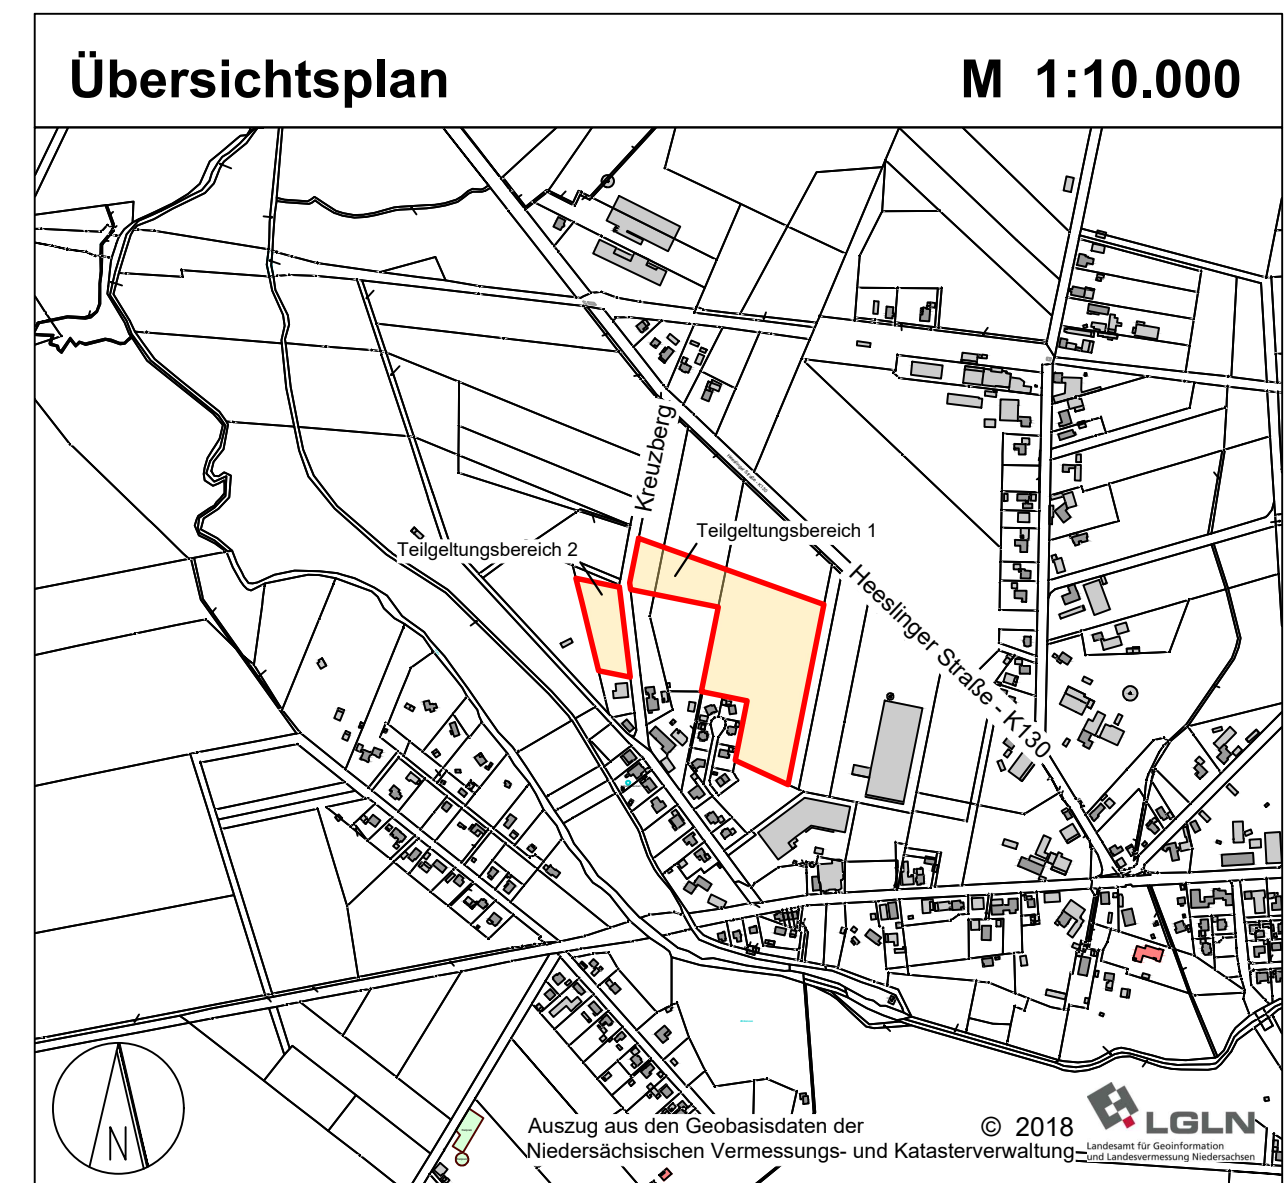 Übersichtsplan M 1:10.000
Kreuzberg
Teilgeltungsbereich 1
Teilgeltungsbereich 2
Heeslinger Straße - K130
N
Auszug aus den Geobasisdaten der
Niedersächsischen Vermessungs- und Katasterverwaltung
© 2018
LGLN
Landesamt für Geoinformation
und Landesvermessung Niedersachsen